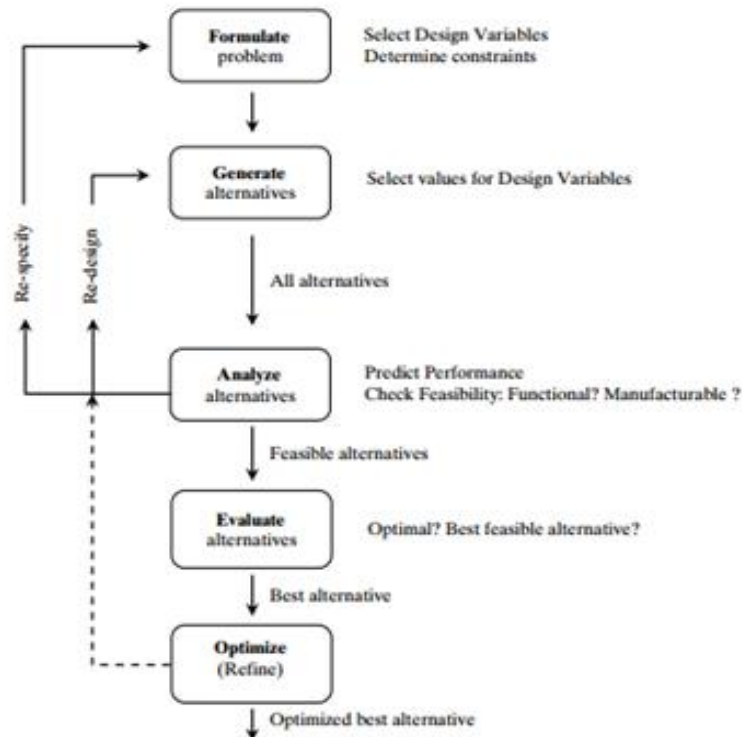 Formulate
problem
Select Design Variables
Determine constraints
Generate
alternatives
Select values for Design Variables
Re-specify
Re-design
All alternatives
Analyze
alternatives
Predict Performance
Check Feasibility: Functional? Manufacturable ?
Feasible alternatives
Evaluate
alternatives
Optimal? Best feasible alternative?
Best alternative
Optimize
(Refine)
Optimized best alternative